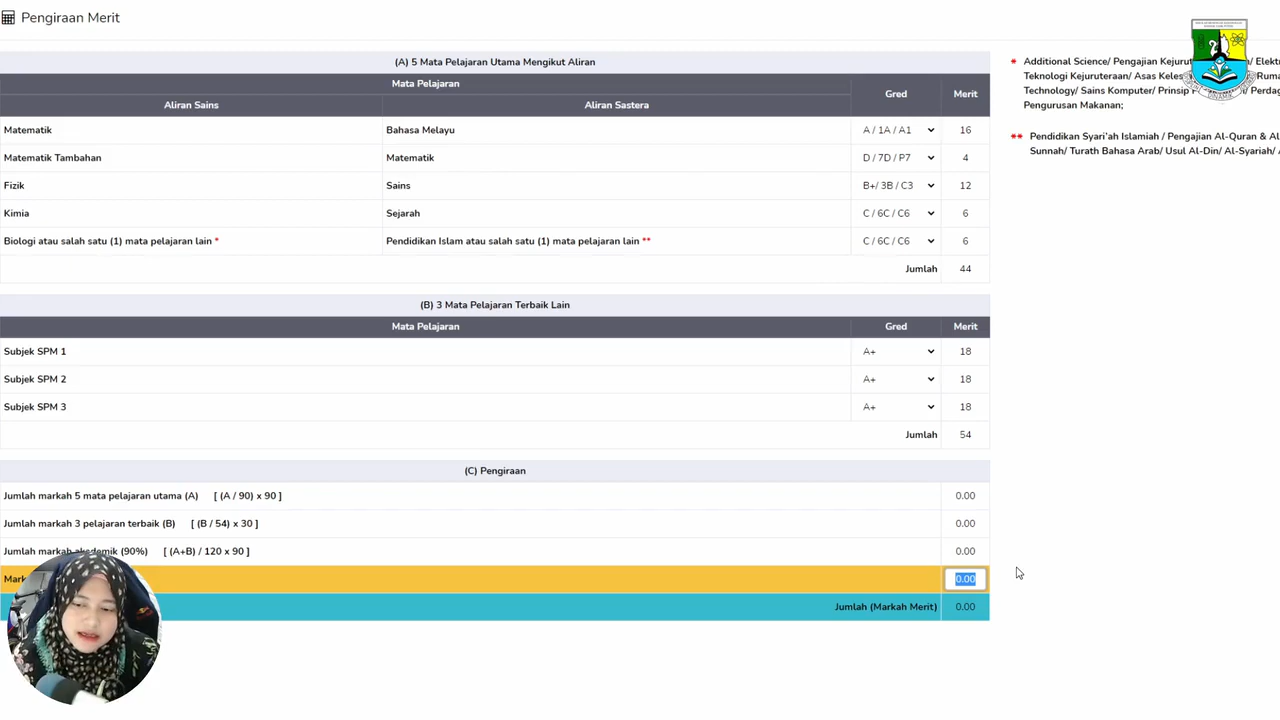 Pengiraan Merit
(A) 5 Mata Pelajaran Utama Mengikut Aliran
Mata Pelajaran
Gred
Merit
Aliran Sains
Aliran Sastera
Matematik Bahasa Melayu A / 1A / A1 16
Matematik Tambahan Matematik D / 7D / P7 4
Fizik Sains B+/ 3B / C3 12
Kimia Sejarah C / 6C / C6 6
Biologi atau salah satu (1) mata pelajaran lain * Pendidikan Islam atau salah satu (1) mata pelajaran lain ** C / 6C / C6 6
Jumlah 44
(B) 3 Mata Pelajaran Terbaik Lain
Mata Pelajaran Gred Merit
Subjek SPM 1 A+ 18
Subjek SPM 2 A+ 18
Subjek SPM 3 A+ 18
Jumlah 54
(C) Pengiraan
Jumlah markah 5 mata pelajaran utama (A) [ (A / 90) x 90 ] 0.00
Jumlah markah 3 pelajaran terbaik (B) [ (B / 54) x 30 ] 0.00
Jumlah markah akademik (90%) [ (A+B) / 120 x 90 ] 0.00
0.00
Jumlah (Markah Merit) 0.00
* Additional Science/ Pengajian
Teknologi Kejuruteraan/ Asas
Technology/ Sains Komputer/ Prinsip
Pengurusan Makanan;
** Pendidikan Syari'ah Islamiah / Pengajian Al-Quran &
Sunnah/ Turath Bahasa Arab/ Usul Al-Din/ Al-Syariah/